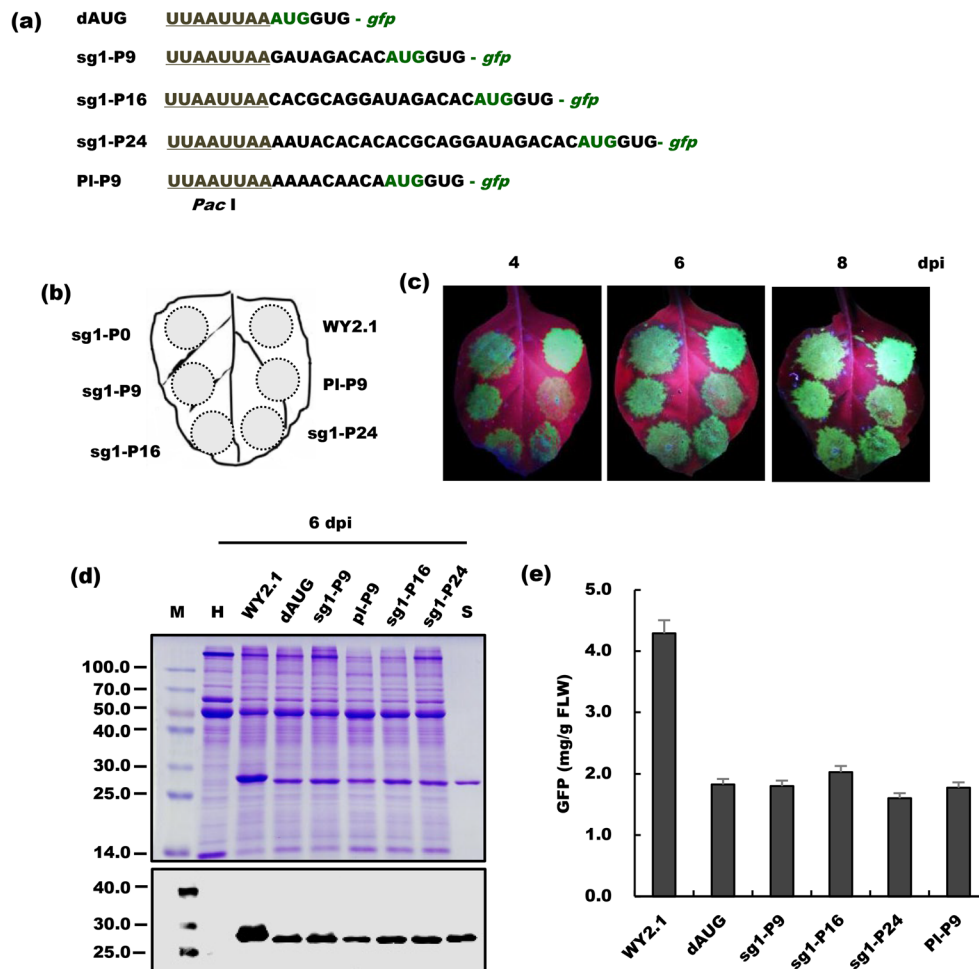 (a)
dAUG UUAAUUAAAUGGUG - gfp
sg1-P9 UUAAUUAAGAUAGACACAUGGUG - gfp
sg1-P16 UUAAUUAACACGCAGGAUAGACACAUGGUG - gfp
sg1-P24 UUAAUUAAAAUACACACACGCAGGAUAGACACAUGGUG- gfp
PI-P9 UUAAUUAAAAAACAACAAUGGUG - gfp
Pac I
(b)
sg1-P0
WY2.1
sg1-P9
PI-P9
sg1-P16
sg1-P24
(c)
4 6 8 dpi
(d)
6 dpi
M H WY2.1 dAUG sg1-P9 pI-P9 sg1-P16 sg1-P24 S
100.0
70.0
50.0
40.0
30.0
25.0
14.0
40.0
30.0
25.0
(e)
GFP (mg/g FLW)
5.0
4.0
3.0
2.0
1.0
0.0
WY2.1 dAUG sg1-P9 sg1-P16 sg1-P24 PI-P9